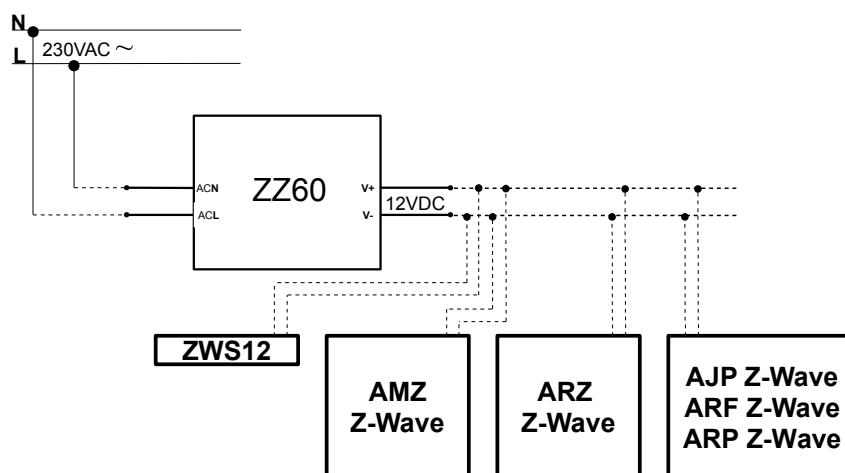 N
230VAC ~
L
ACN
ZZ60
V+
12VDC
ACL
V-
ZWS12
AMZ
Z-Wave
ARZ
Z-Wave
AJP Z-Wave
ARF Z-Wave
ARP Z-Wave